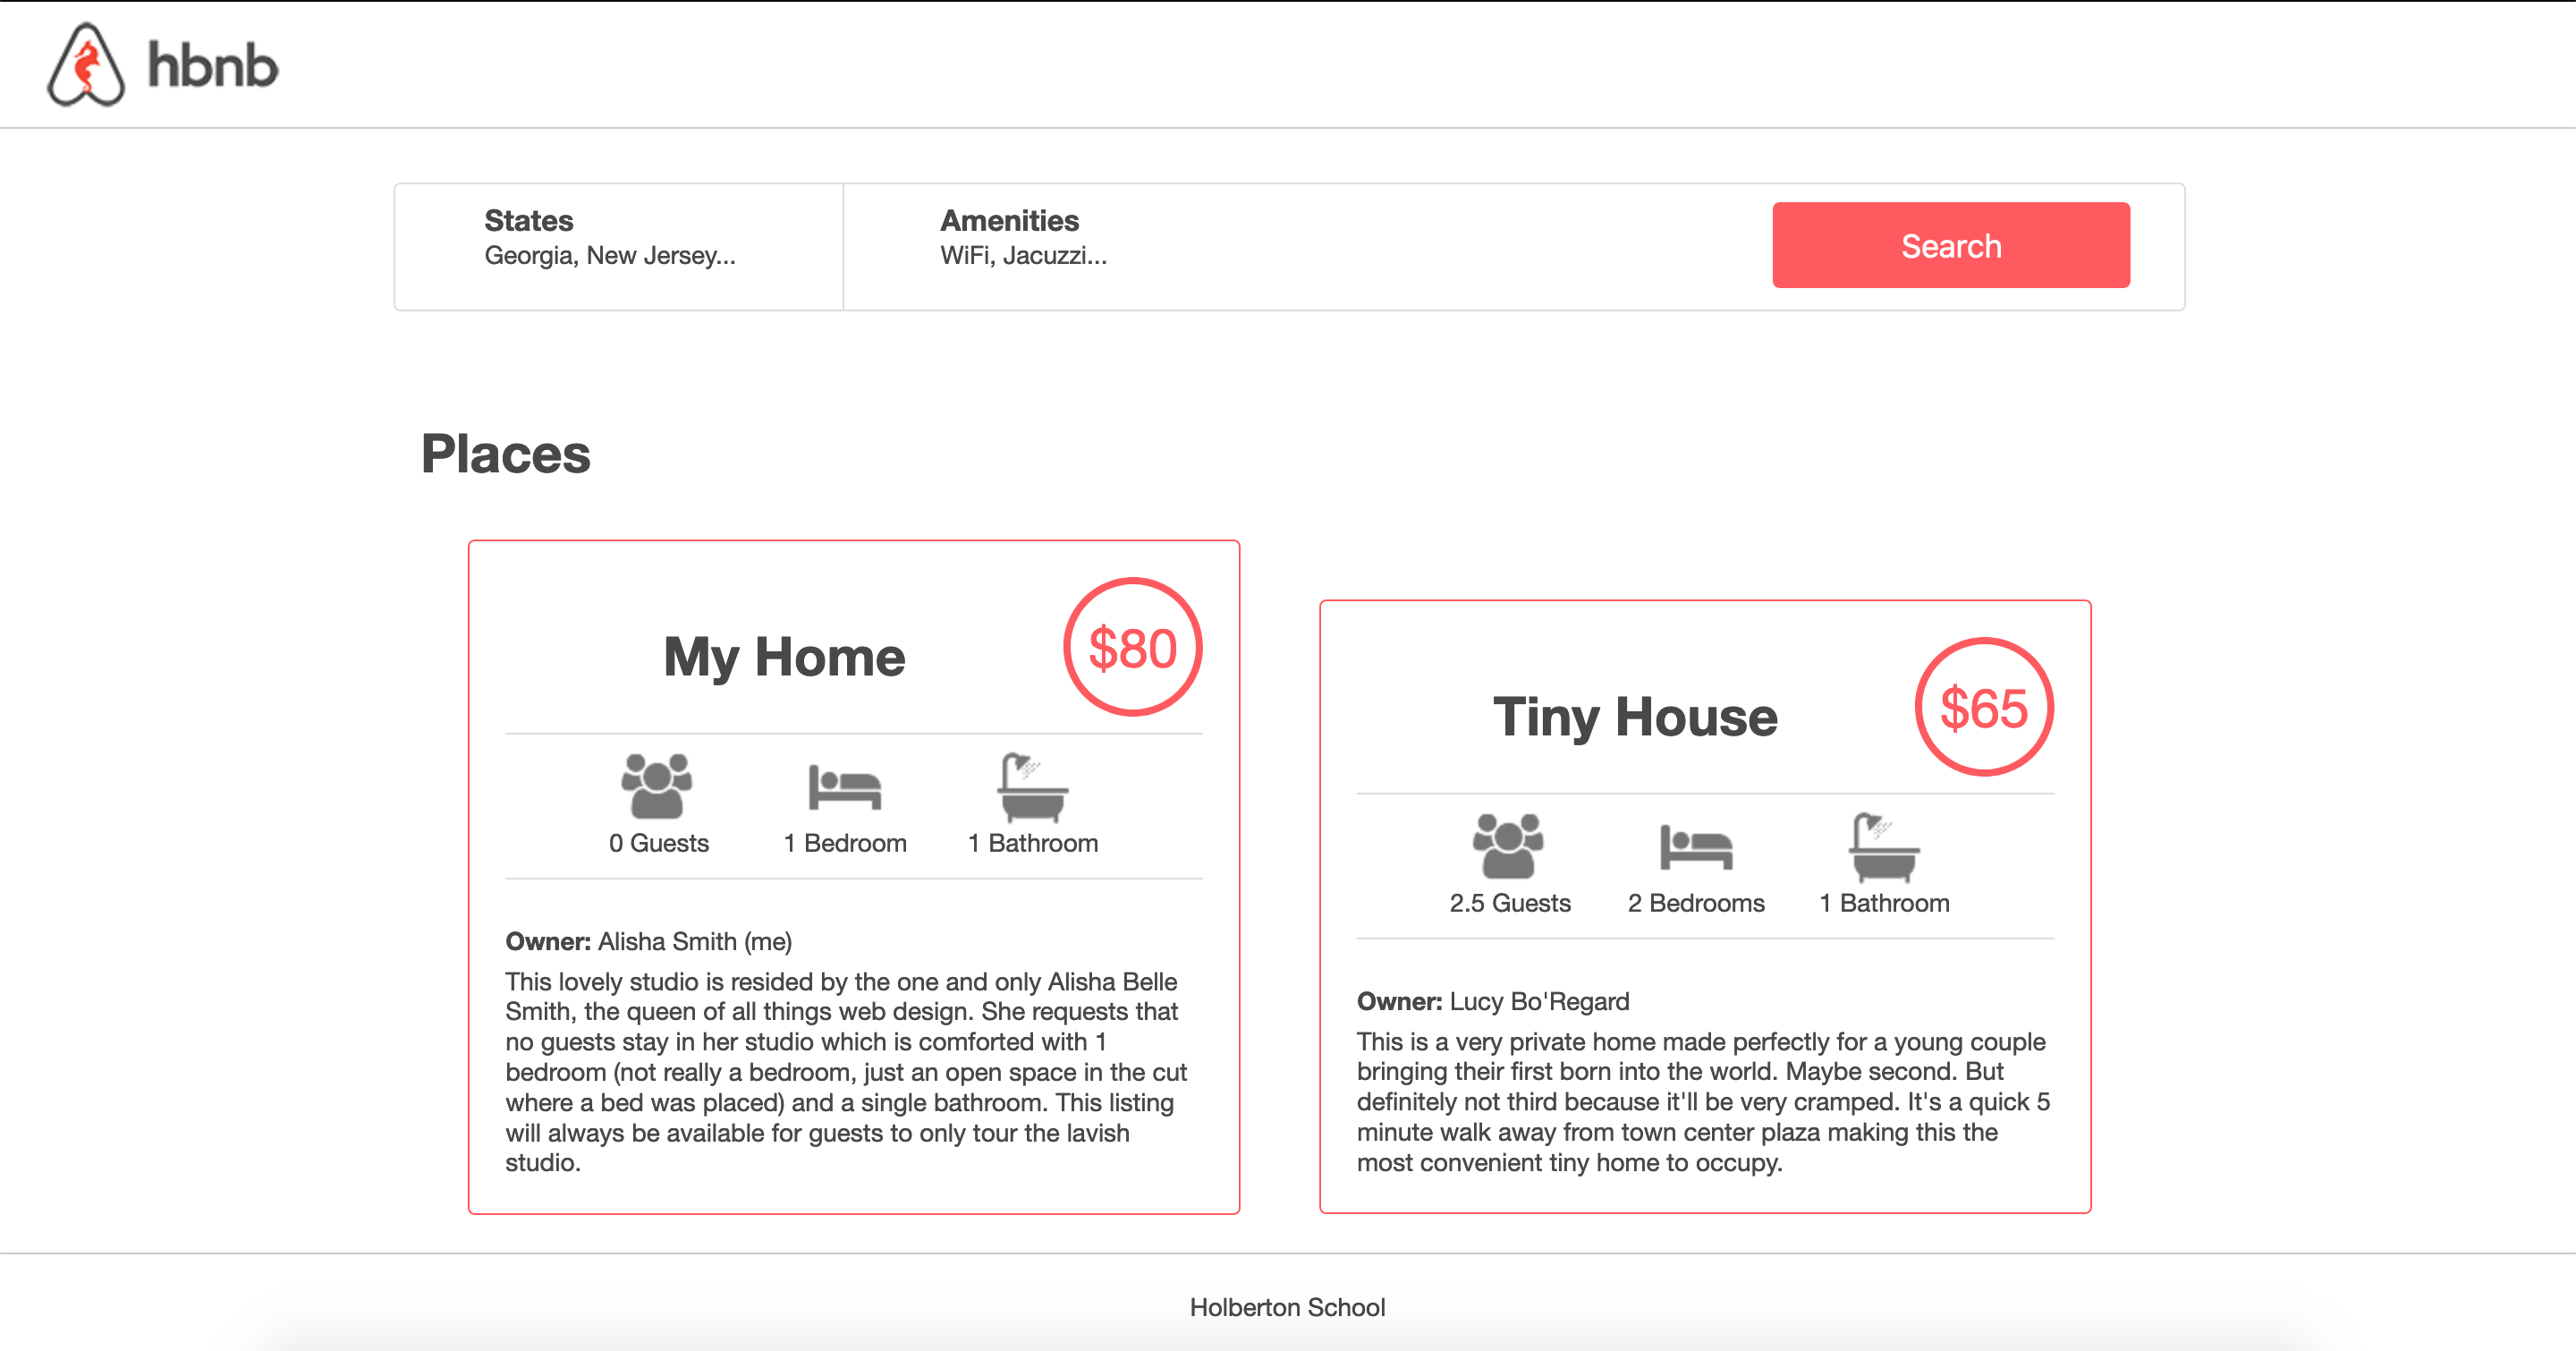 hbnb
States
Georgia, New Jersey...
Amenities
WiFi, Jacuzzi...
Search
Places
My Home
$80
0 Guests
1 Bedroom
1 Bathroom
Owner: Alisha Smith (me)
This lovely studio is resided by the one and only Alisha Belle
Smith, the queen of all things web design. She requests that
no guests stay in her studio which is comforted with 1
bedroom (not really a bedroom, just an open space in the cut
where a bed was placed) and a single bathroom. This listing
will always be available for guests to only tour the lavish
studio.
Tiny House
$65
2.5 Guests
2 Bedrooms
1 Bathroom
Owner: Lucy Bo'Regard
This is a very private home made perfectly for a young couple
bringing their first born into the world. Maybe second. But
definitely not third because it'll be very cramped. It's a quick 5
minute walk away from town center plaza making this the
most convenient tiny home to occupy.
Holberton School